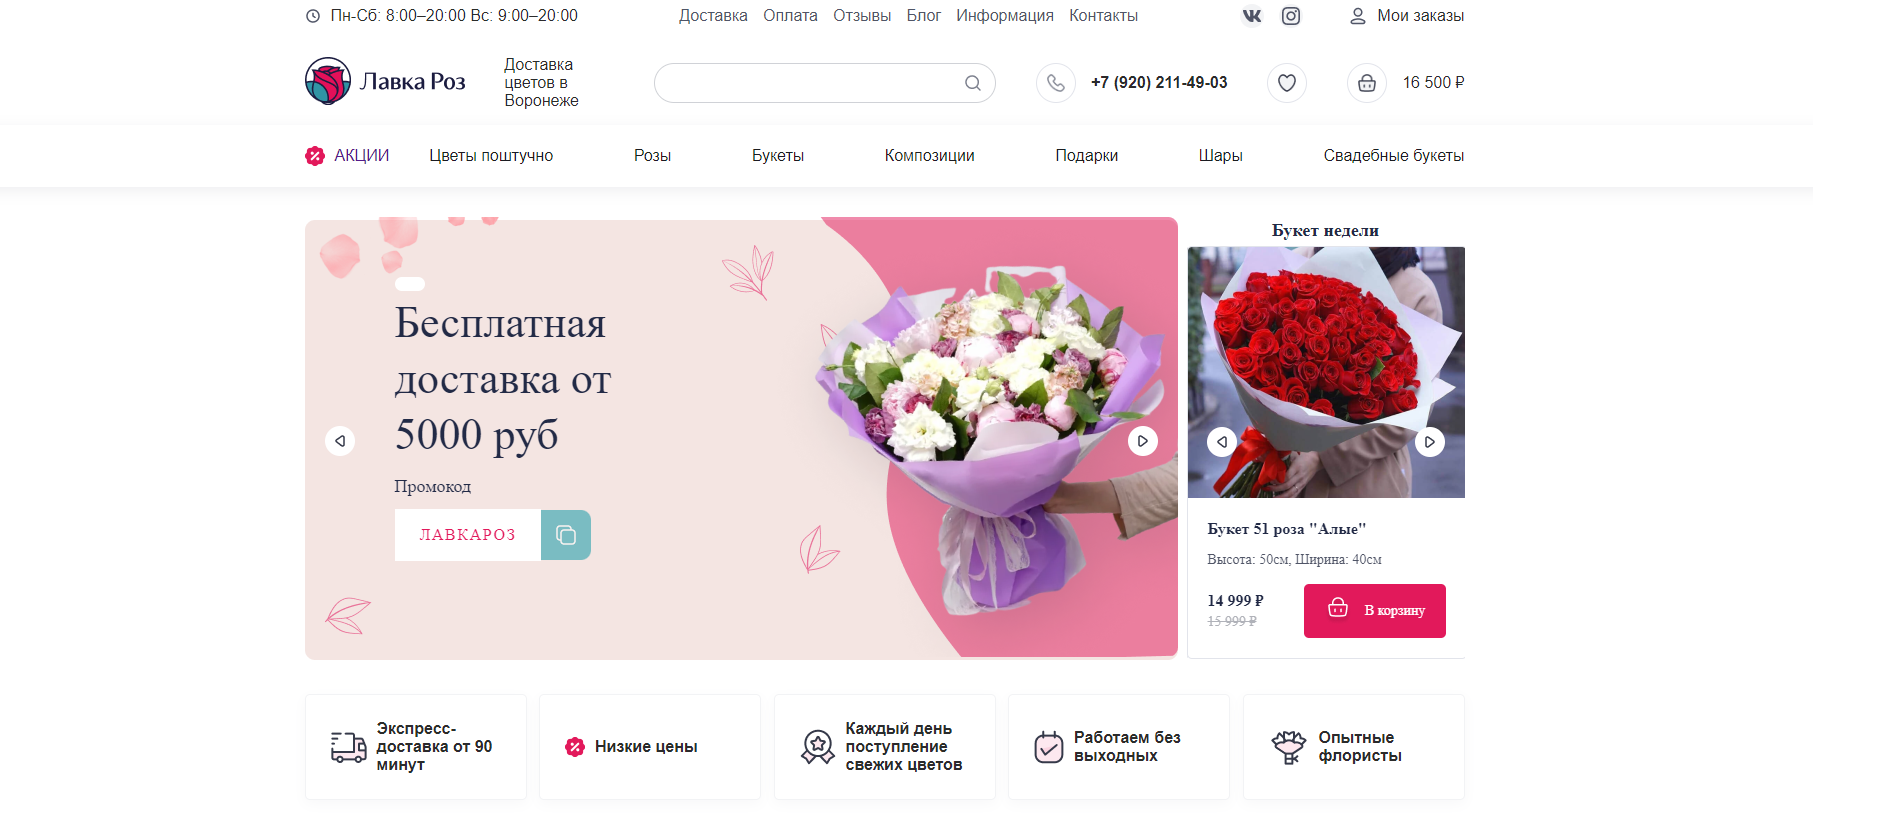 Пн-Сб: 8:00–20:00 Вс: 9:00–20:00
Доставка Оплата Отзывы Блог Информация Контакты
Мои заказы
Лавка Роз
Доставка
цветов в
Воронеже
+7 (920) 211-49-03
16 500 ₽
АКЦИИ
Цветы поштучно
Розы
Букеты
Композиции
Подарки
Шары
Свадебные букеты
Бесплатная
доставка от
5000 руб
Промокод
ЛАВКАРОЗ
Букет недели
Букет 51 роза "Алые"
Высота: 50см, Ширина: 40см
14 999 ₽
15 999 ₽
В корзину
Экспресс-
доставка от 90
минут
Низкие цены
Каждый день
поступление
свежих цветов
Работаем без
выходных
Опытные
флористы